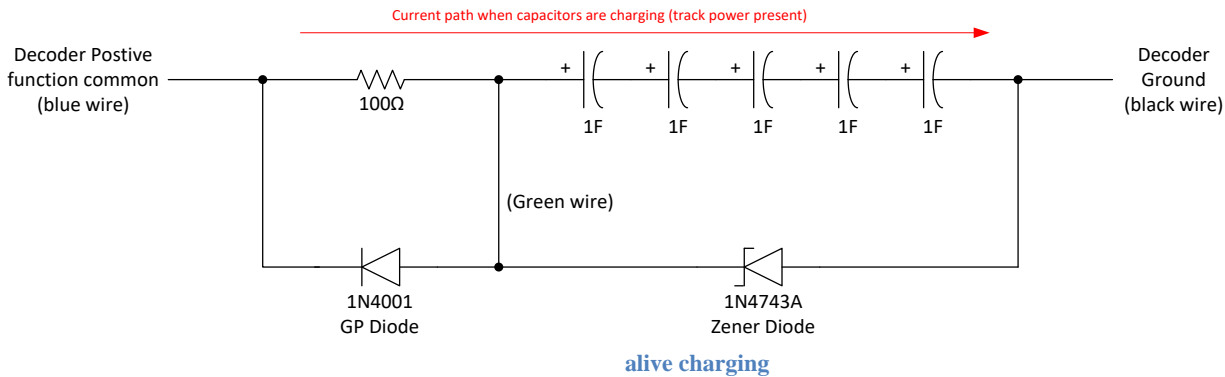 Current path when capacitors are charging (track power present)
Decoder Postive
function common
(blue wire)
Decoder
Ground
(black wire)
+
+
+
+
+
100Ω
1F
1F
1F
1F
1F
(Green wire)
1N4001
GP Diode
1N4743A
Zener Diode
alive charging